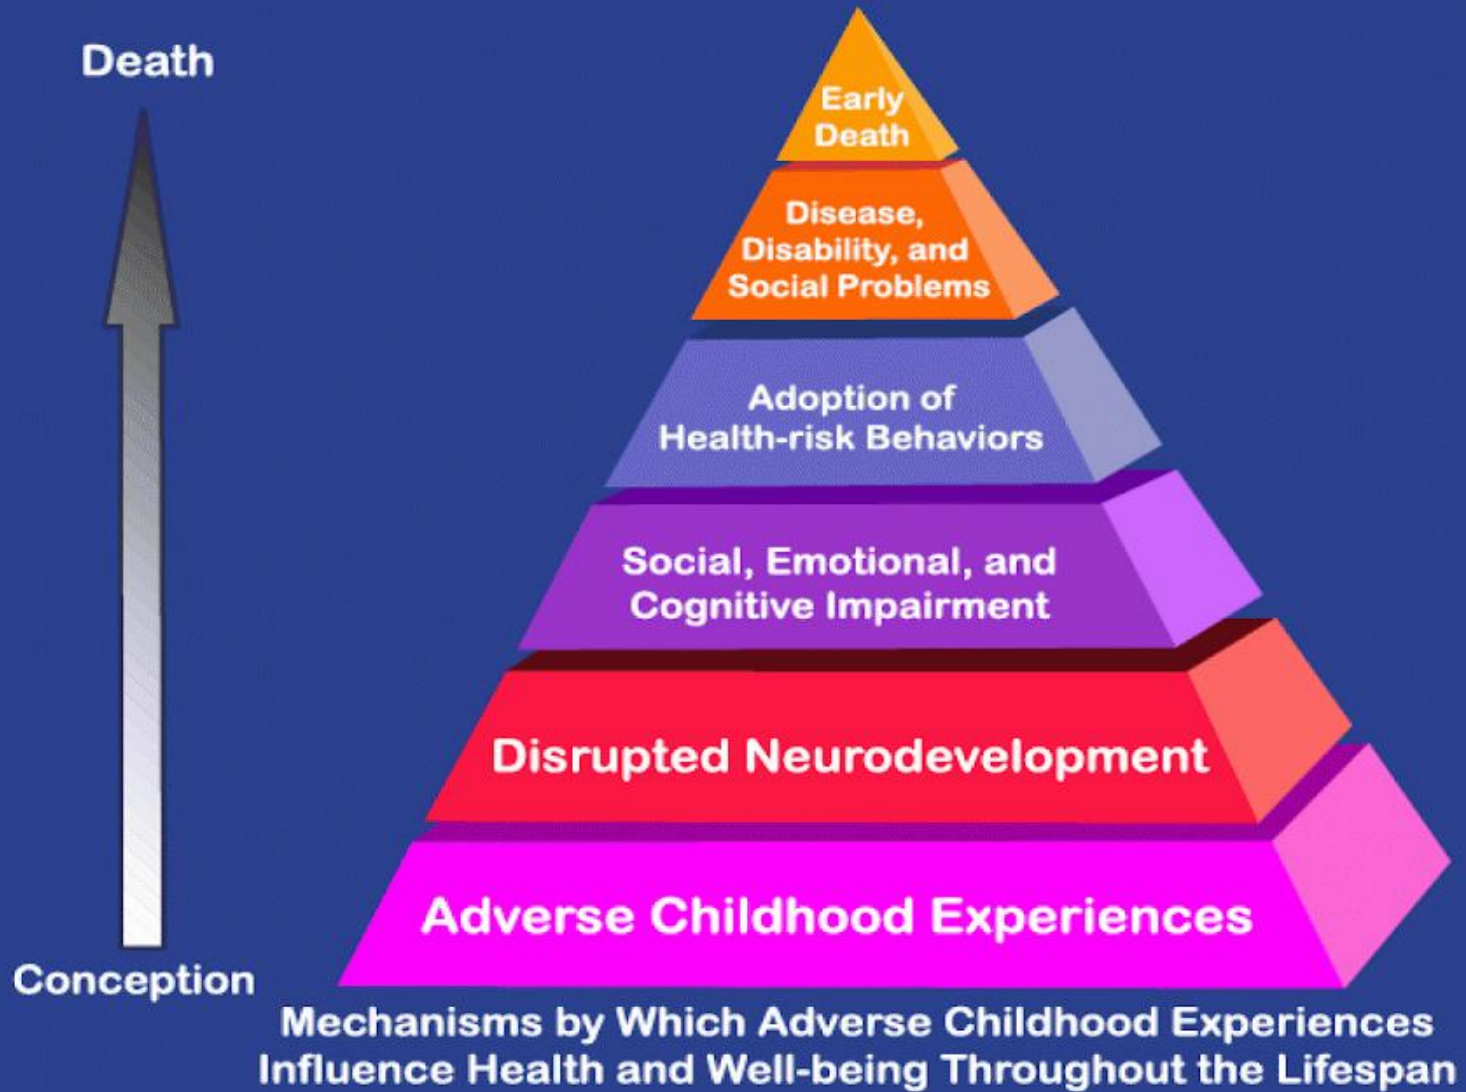 Death
Early
Death
Disease,
Disability, and
Social Problems
Adoption of
Health-risk Behaviors
Social, Emotional, and
Cognitive Impairment
Disrupted Neurodevelopment
Adverse Childhood Experiences
Conception
Mechanisms by Which Adverse Childhood Experiences
Influence Health and Well-being Throughout the Lifespan